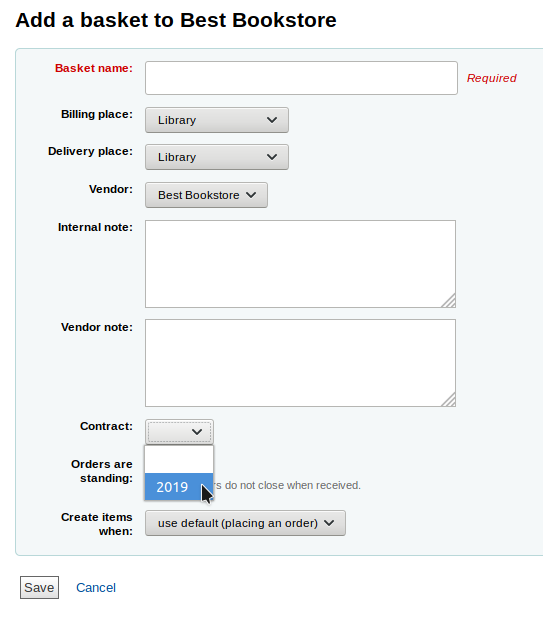 Add a basket to Best Bookstore
Basket name:
Required
Billing place: Library
Delivery place: Library
Vendor: Best Bookstore
Internal note:
Vendor note:
Contract:
Orders are
standing:
2019
do not close when received.
Create items
when:
use default (placing an order)
Save Cancel